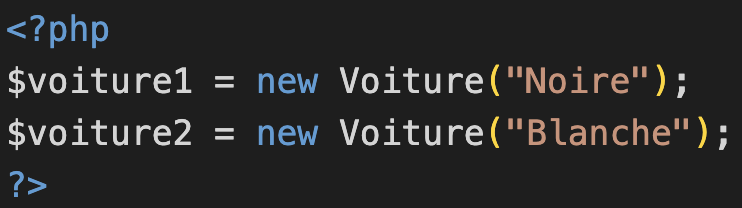 <?php
$voiture1 = new Voiture("Noire");
$voiture2 = new Voiture("Blanche");
?>